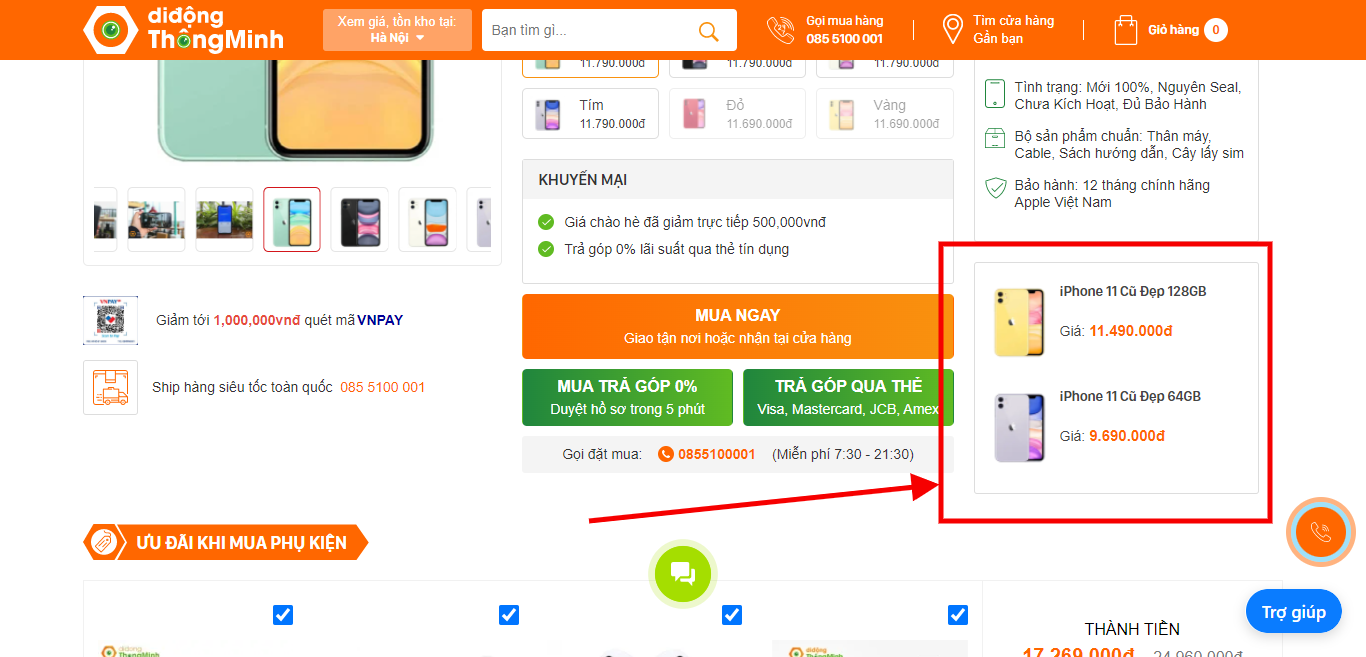 diđộng
ThôngMinh
Xem giá, tồn kho tại:
Hà Nội
Bạn tìm gì...
Gọi mua hàng
085 5100 001
Tìm cửa hàng
Gần bạn
Giỏ hàng 0
11.790.000đ
11.790.000đ
11.790.000đ
Tím
11.790.000đ
Đỏ
11.690.000đ
Vàng
11.690.000đ
KHUYẾN MẠI
Giá chào hè đã giảm trực tiếp 500,000vnđ
Trả góp 0% lãi suất qua thẻ tín dụng
VNPAY
Giảm tới 1,000,000vnđ quét mã VNPAY
Ship hàng siêu tốc toàn quốc 085 5100 001
MUA NGAY
Giao tận nơi hoặc nhận tại cửa hàng
MUA TRẢ GÓP 0%
Duyệt hồ sơ trong 5 phút
TRẢ GÓP QUA THẺ
Visa, Mastercard, JCB, Amex
Gọi đặt mua: 0855100001 (Miễn phí 7:30 - 21:30)
Tình trạng: Mới 100%, Nguyên Seal,
Chưa Kích Hoạt, Đủ Bảo Hành
Bộ sản phẩm chuẩn: Thân máy,
Cable, Sách hướng dẫn, Cây lấy sim
Bảo hành: 12 tháng chính hãng
Apple Việt Nam
iPhone 11 Cũ Đẹp 128GB
Giá: 11.490.000đ
iPhone 11 Cũ Đẹp 64GB
Giá: 9.690.000đ
ƯU ĐÃI KHI MUA PHỤ KIỆN
diđộng
ThôngMinh
diđộng
ThôngMinh
THÀNH TIỀN
17.269.000đ 24.960.000đ
Trợ giúp